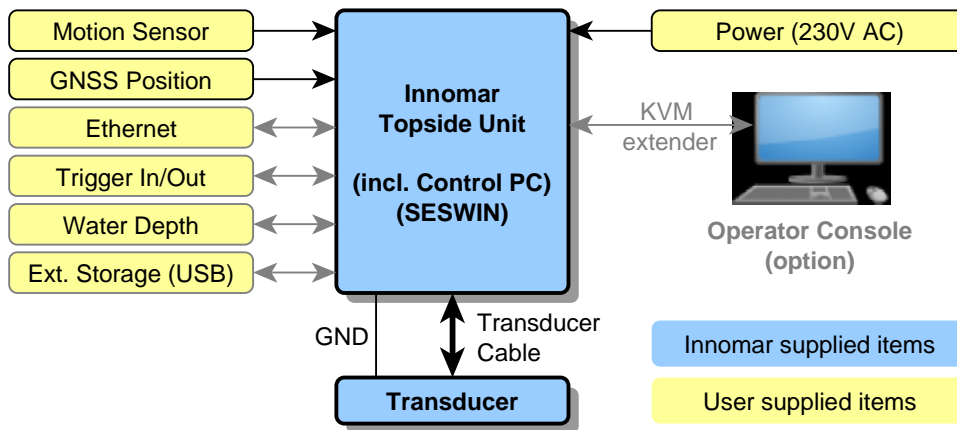 Motion Sensor
GNSS Position
Ethernet
Trigger In/Out
Water Depth
Ext. Storage (USB)
Innomar
Topside Unit
(incl. Control PC)
(SESWIN)
Power (230V AC)
KVM
extender
Operator Console
(option)
GND
Transducer
Cable
Transducer
Innomar supplied items
User supplied items